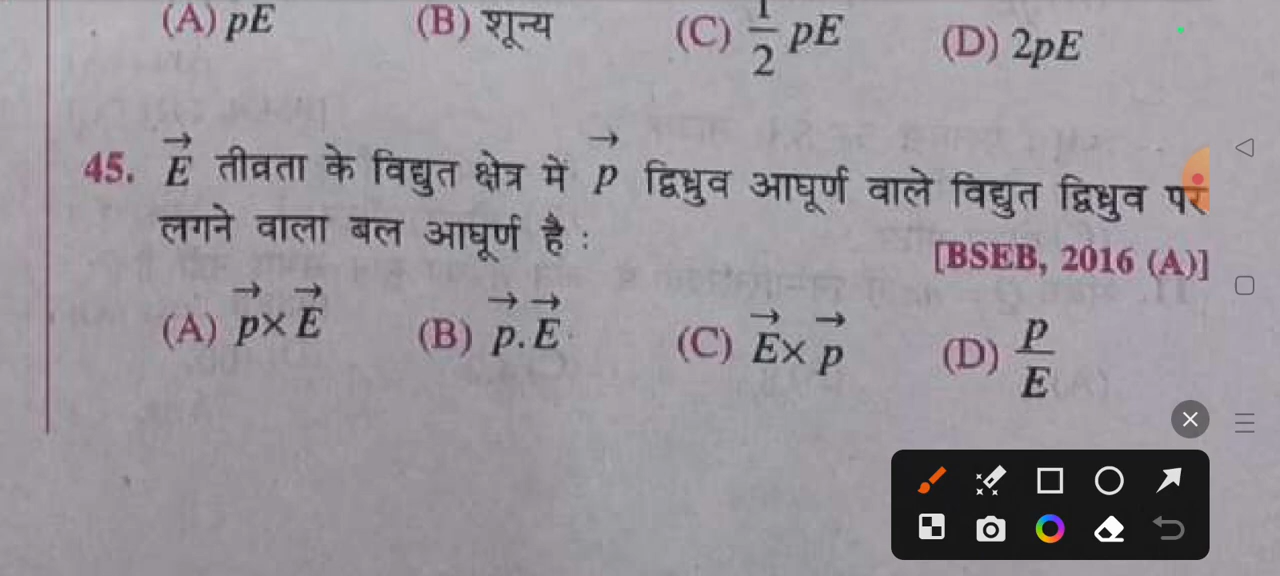 (A) pE (B) शून्य (C) 1/2 pE (D) 2pE
45. E⃗ तीव्रता के विद्युत क्षेत्र मे p⃗ द्विध्रुव आघूर्ण वाले विद्युत द्विध्रुव पर
लगने वाला बल आघूर्ण है :
[BSEB, 2016 (A)]
(A) p⃗ × E⃗ (B) p⃗ . E⃗ (C) E⃗ × p⃗ (D) p/E